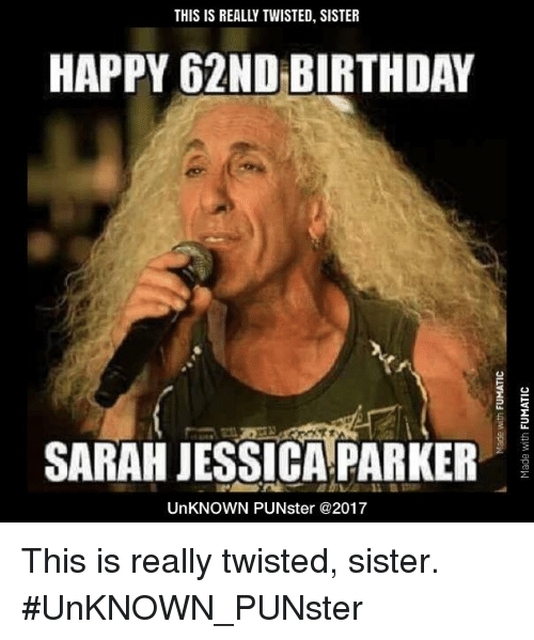 THIS IS REALLY TWISTED, SISTER
HAPPY 62ND BIRTHDAY
SARAH JESSICA PARKER
Made with FUMATIC
Made with FUMATIC
UnKNOWN PUNster @2017
This is really twisted, sister.
#UnKNOWN_PUNster